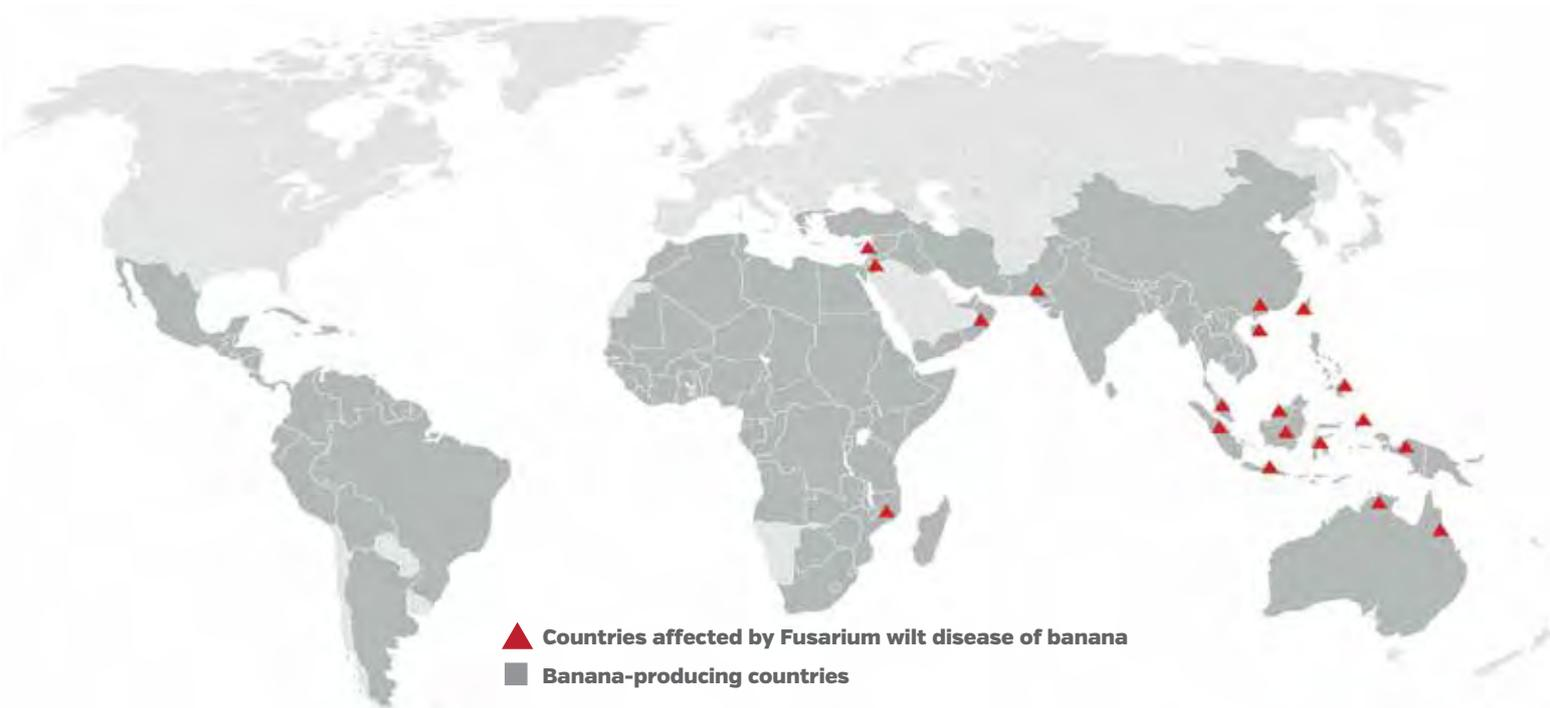 Countries affected by Fusarium wilt disease of banana
Banana-producing countries